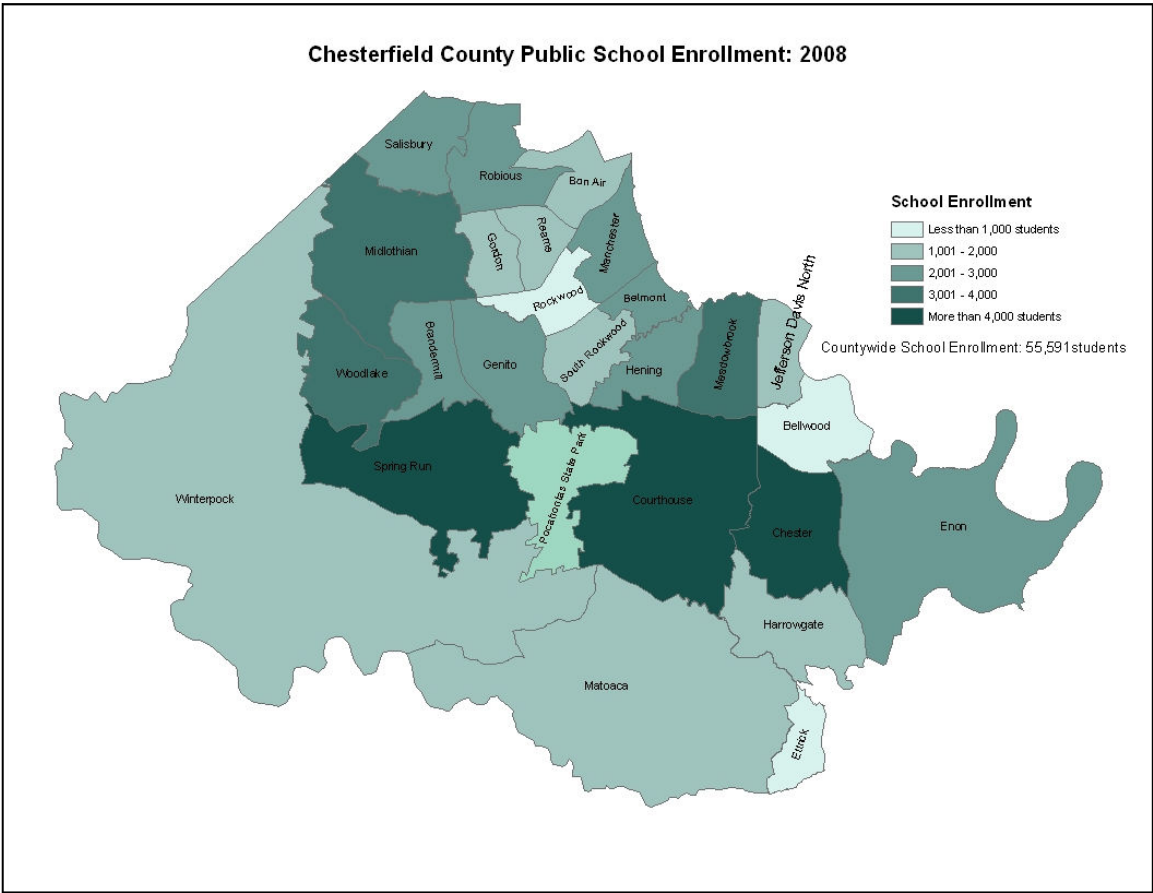 Chesterfield County Public School Enrollment: 2008
Salisbury
Robious
Bon Air
School Enrollment
Less than 1,000 students
1,001 - 2,000
2,001 - 3,000
3,001 - 4,000
More than 4,000 students
Countywide School Enrollment: 55,591students
Midlothian
Gordon
Reams
Manchester
Rockwood
Belmont
Jefferson Davis North
Brandermill
Genito
South Rockwood
Hening
Meadowbrook
Woodlake
Bellwood
Spring Run
Pocahontas State Park
Winterpock
Courthouse
Chester
Enon
Harrowgate
Matoaca
Ettrick